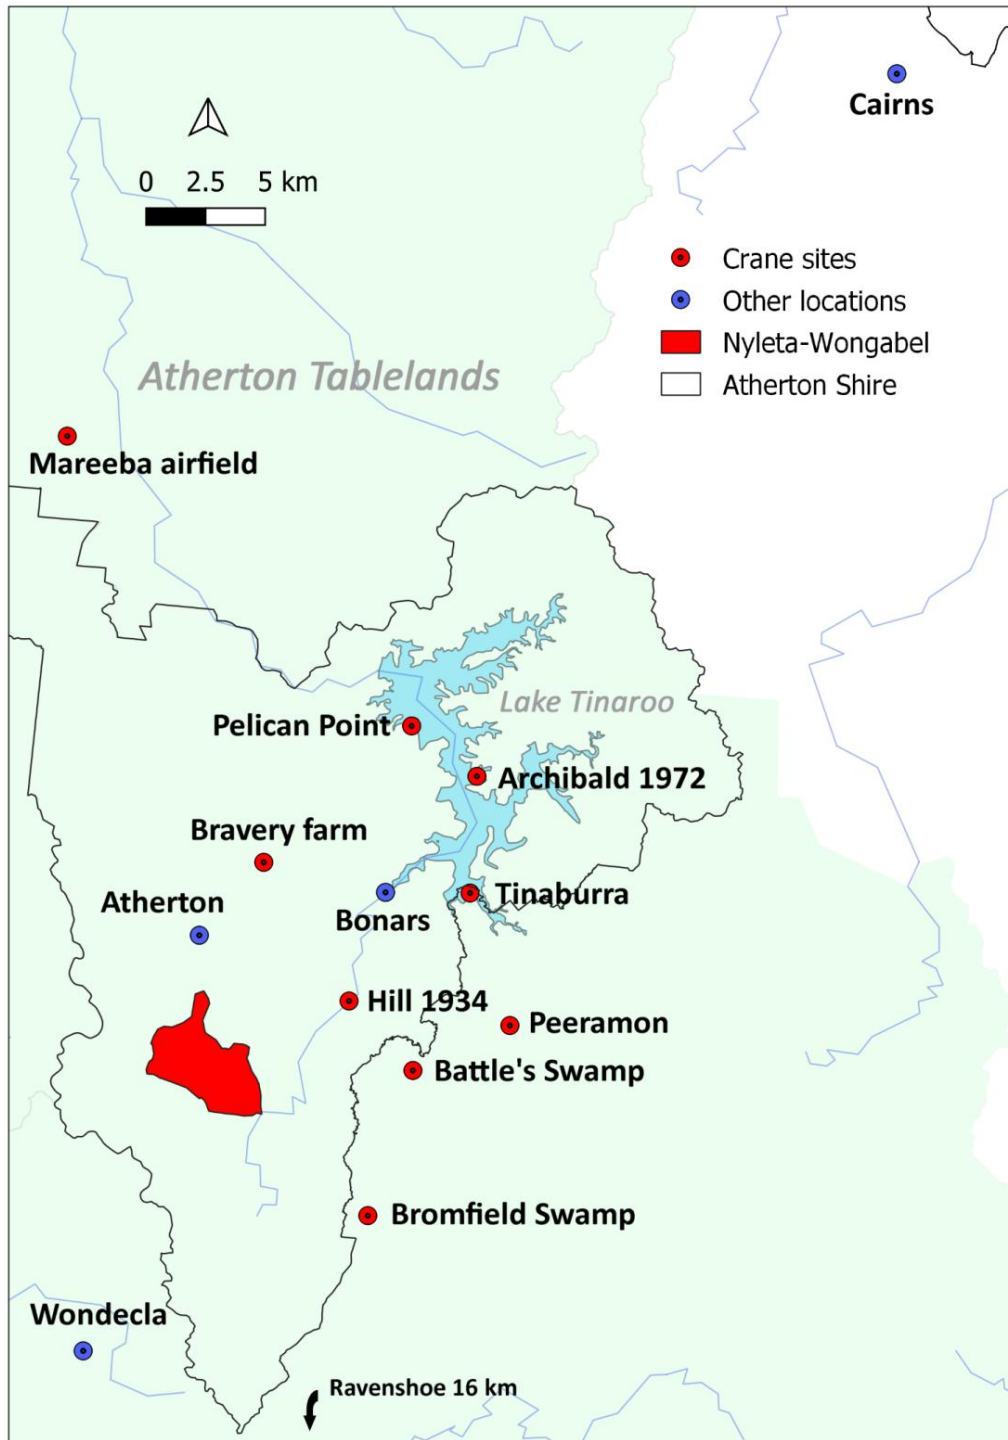 Cairns
0 2.5 5 km
Crane sites
Other locations
Nyleta-Wongabel
Atherton Shire
Atherton Tablelands
Mareeba airfield
Lake Tinaroo
Pelican Point
Archibald 1972
Bravery farm
Atherton
Bonars
Tinaburra
Hill 1934
Peeramon
Battle's Swamp
Bromfield Swamp
Wondecla
Ravenshoe 16 km